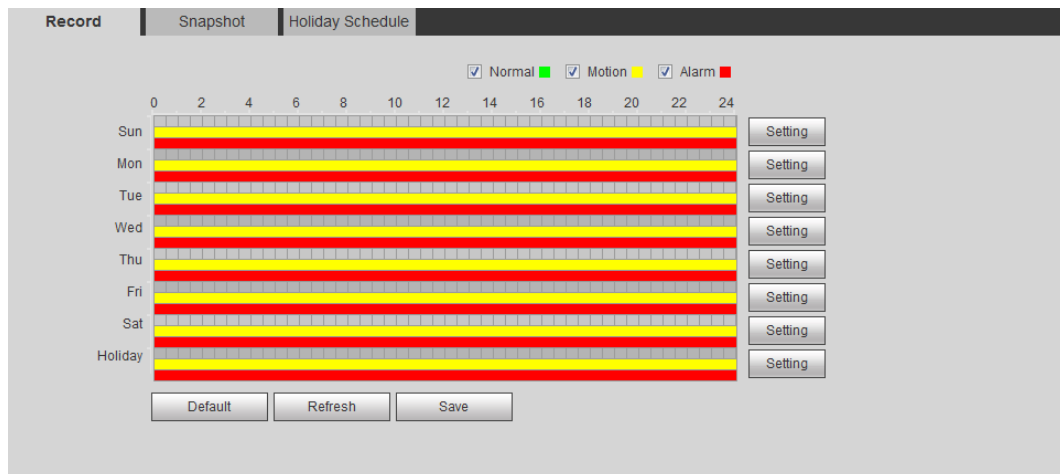 Record Snapshot Holiday Schedule
Normal Motion Alarm
0 2 4 6 8 10 12 14 16 18 20 22 24
Sun Setting
Mon Setting
Tue Setting
Wed Setting
Thu Setting
Fri Setting
Sat Setting
Holiday Setting
Default Refresh Save